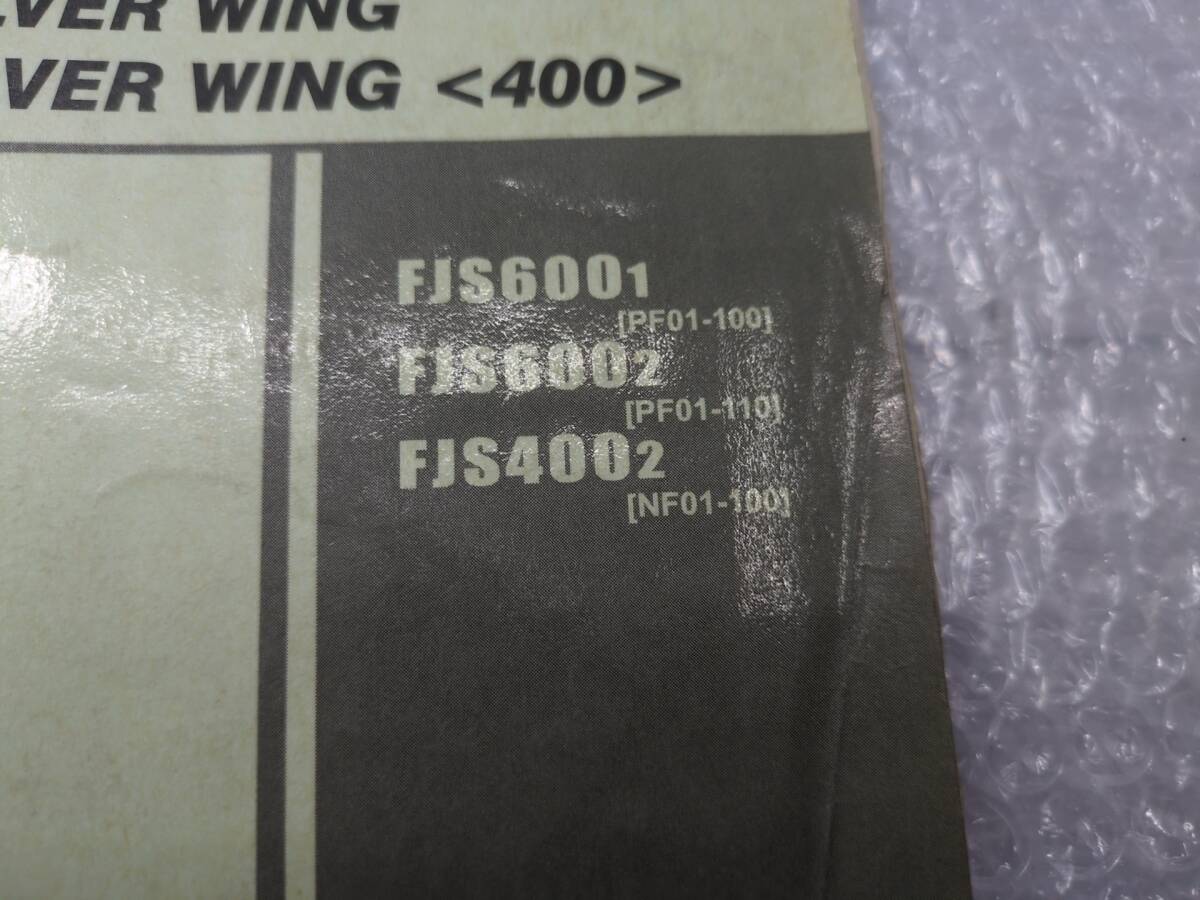 LVER WING
LVER WING <400>
FJS6001
[PF01-100]
FJS6002
[PF01-110]
FJS4002
[NF01-100]